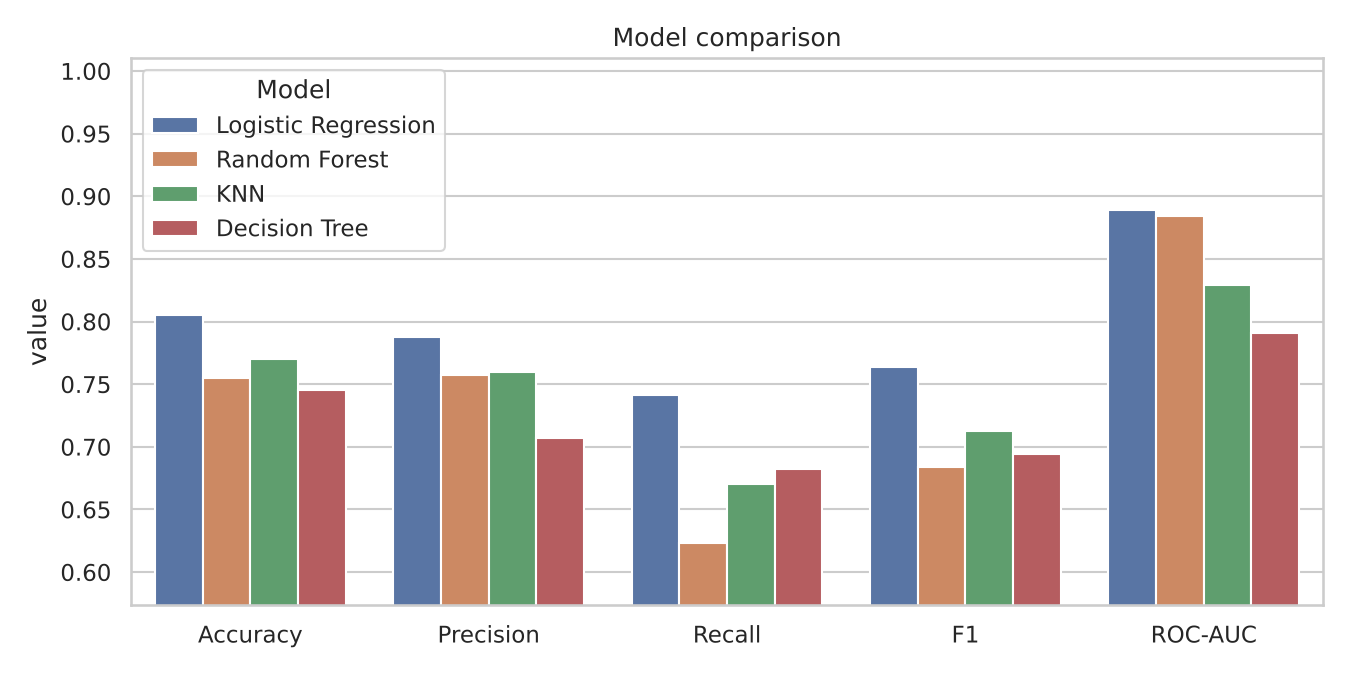 Model comparison
1.00
0.95
0.90
0.85
0.80
0.75
0.70
0.65
0.60
value
Model
Logistic Regression
Random Forest
KNN
Decision Tree
Accuracy Precision Recall F1 ROC-AUC